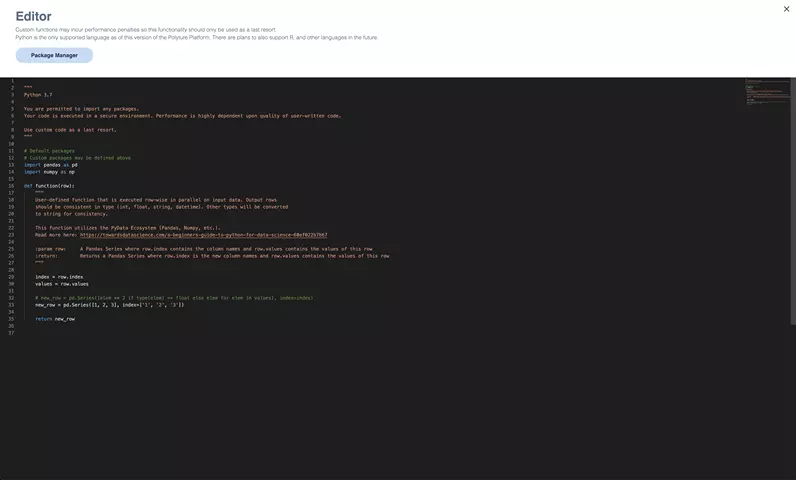 Editor
Custom functions may incur performance penalties so this functionality should only be used as a last resort.
Python is the only supported language as of this version of the Polyture Platform. There are plans to also support R, and other languages in the future.
Package Manager
1
2 """
3 Python 3.7
4
5 You are permitted to import any packages.
6 Your code is executed in a secure environment. Performance is highly dependent upon quality of user-written code.
7
8 Use custom code as a last resort.
9 """
10
11 # Default packages
12 # Custom packages may be defined above
13 import pandas as pd
14 import numpy as np
15
16 def function(row):
17 """
18 User-defined function that is executed row-wise in parallel on input data. Output rows
19 should be consistent in type (int, float, string, datetime). Other types will be converted
20 to string for consistency.
21
22 This function utilizes the PyData Ecosystem (Pandas, Numpy, etc.).
23 Read more here: https://towardsdatascience.com/a-beginners-guide-to-python-for-data-science-60ef022b7b67
24
25 :param row: A Pandas Series where row.index contains the column names and row.values contains the values of this row
26 :return: Returns a Pandas Series where row.index is the new column names and row.values contains the values of this row
27 """
28
29 index = row.index
30 values = row.values
31
32 # new_row = pd.Series([elem ** 2 if type(elem) == float else elem for elem in values], index=index)
33 new_row = pd.Series([1, 2, 3], index=['1', '2', '3'])
34
35 return new_row
36
37